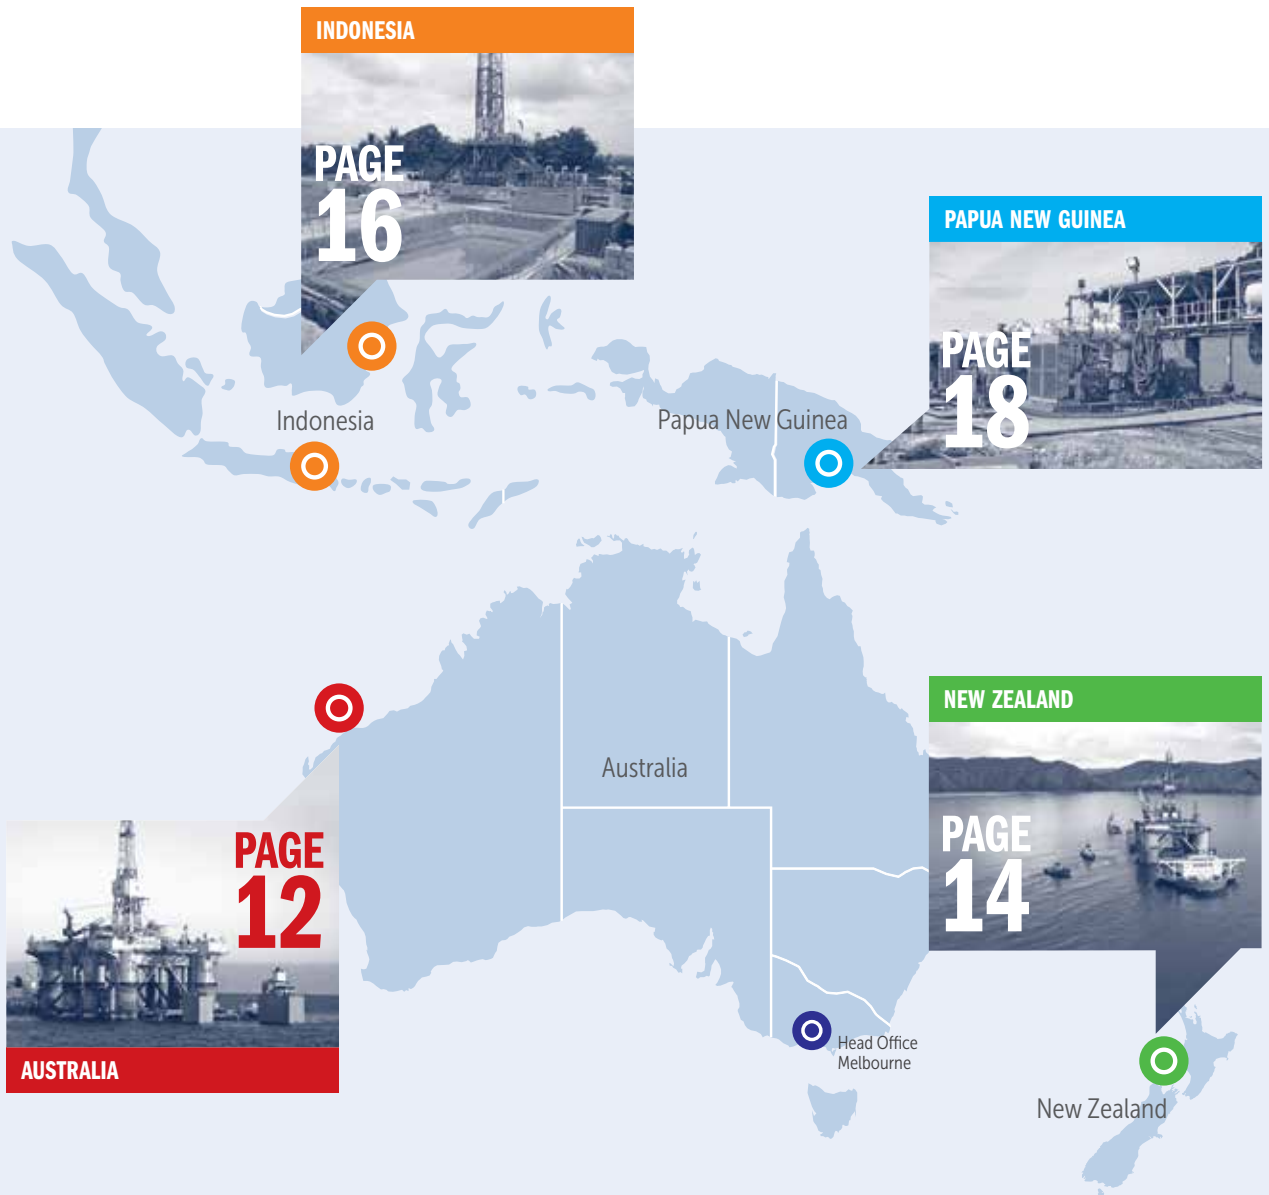 INDONESIA
PAGE
16
PAPUA NEW GUINEA
PAGE
18
Indonesia
Papua New Guinea
NEW ZEALAND
PAGE
14
Australia
PAGE
12
AUSTRALIA
Head Office
Melbourne
New Zealand